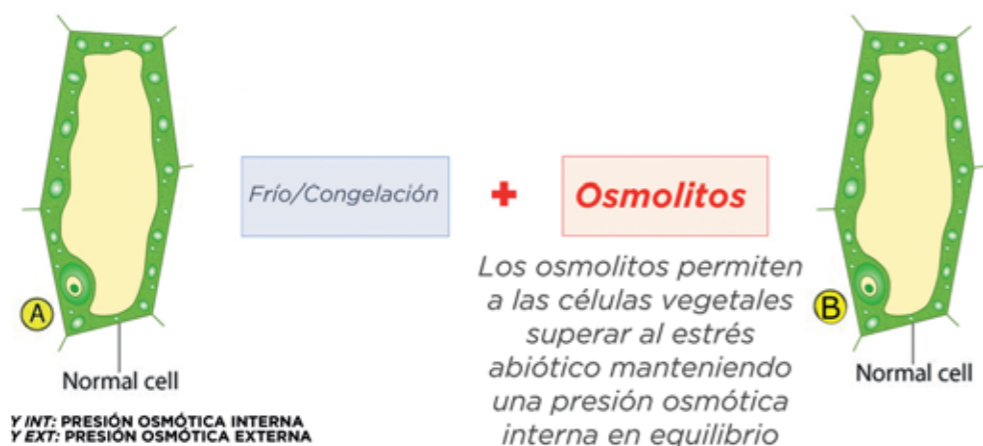 Frío/Congelación
+
Osmolitos
Los osmolitos permiten
a las células vegetales
superar al estrés
abiótico manteniendo
una presión osmótica
interna en equilibrio
A
Normal cell
B
Normal cell
Y INT: PRESIÓN OSMÓTICA INTERNA
Y EXT: PRESIÓN OSMÓTICA EXTERNA